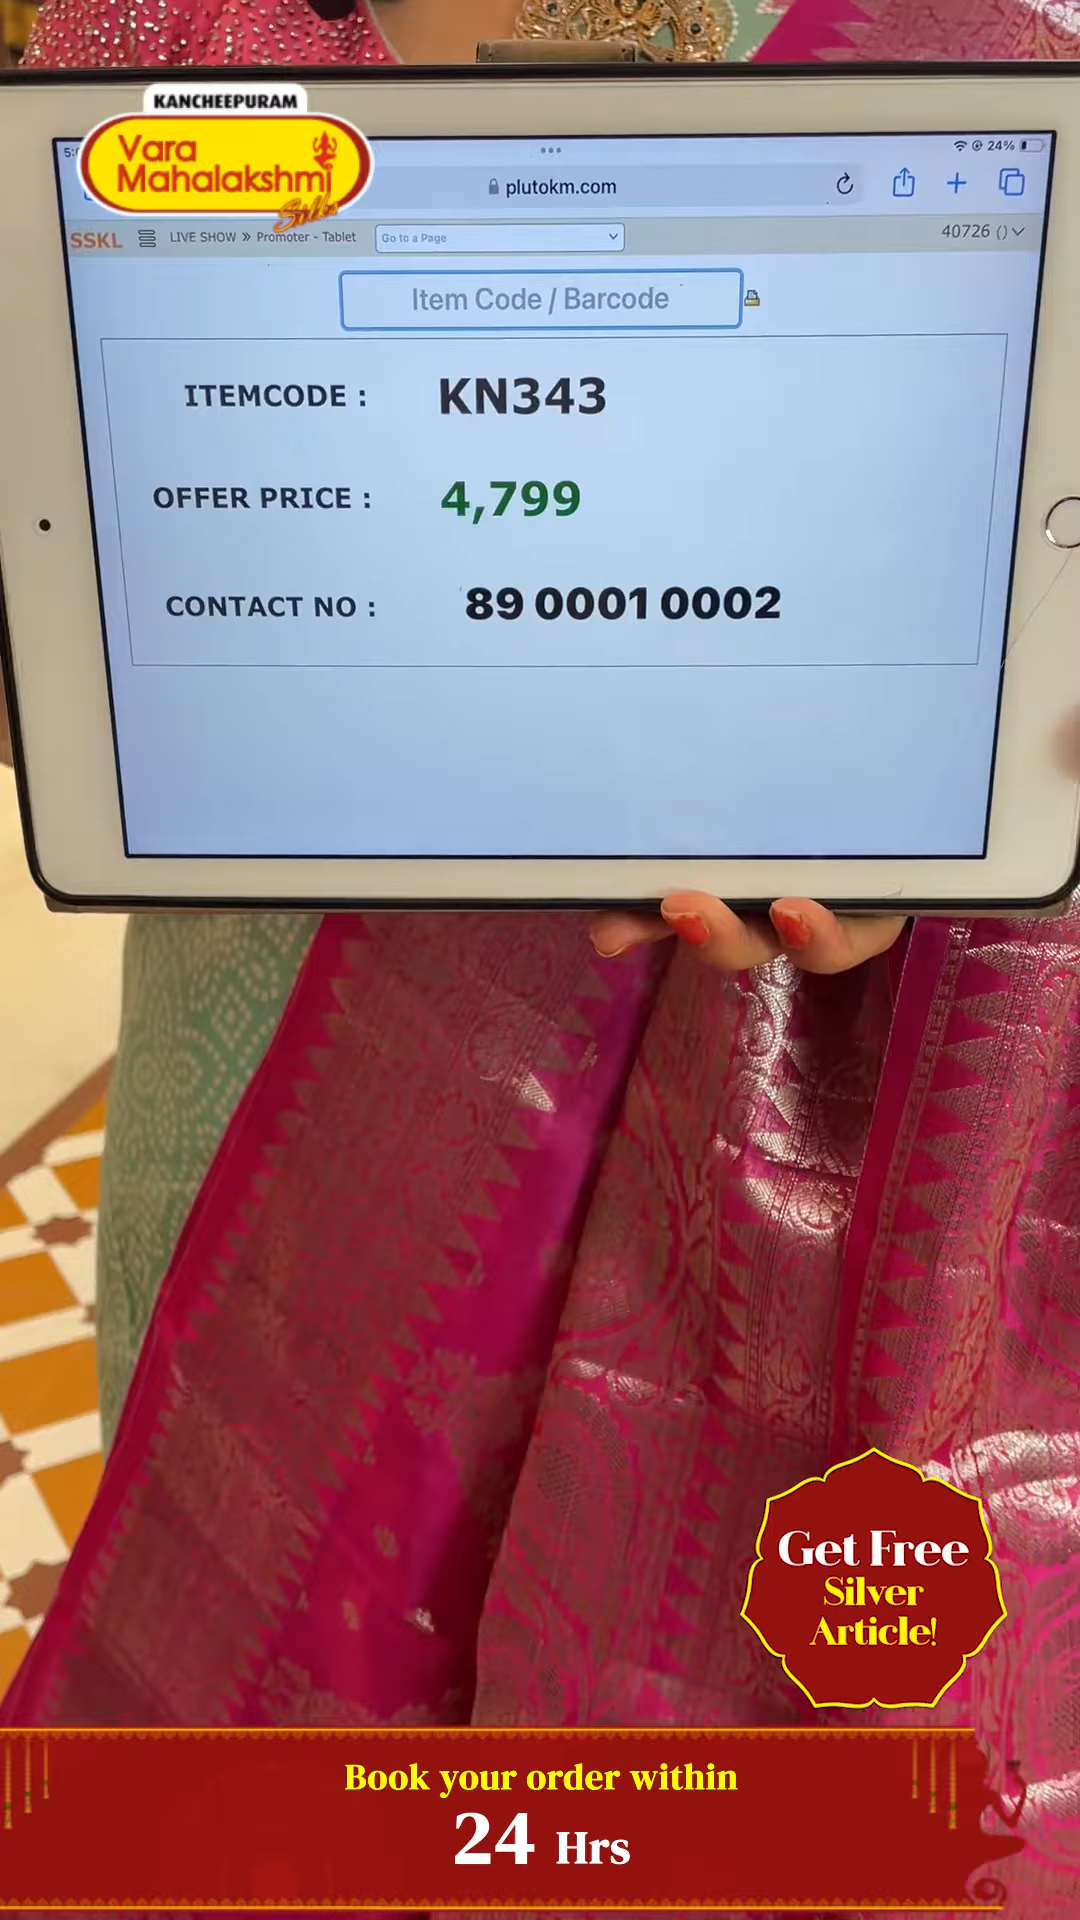 KANCHEEPURAM
Vara
Mahalakshmi
Silks
24%
plutokm.com
SSKL
LIVE SHOW » Promoter - Tablet
Go to a Page
40726 ()
Item Code / Barcode
ITEMCODE :
KN343
OFFER PRICE :
4,799
CONTACT NO :
89 0001 0002
Get Free
Silver
Article!
Book your order within
24 Hrs